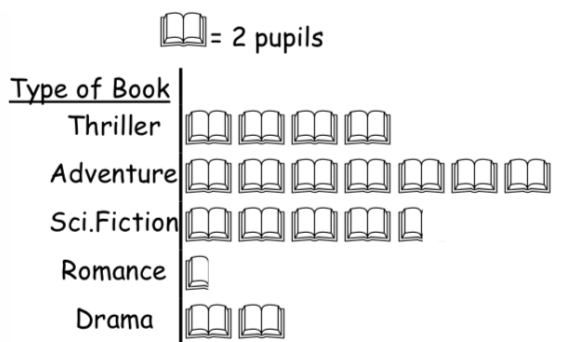 = 2 pupils
Type of Book
Thriller
Adventure
Sci.Fiction
Romance
Drama